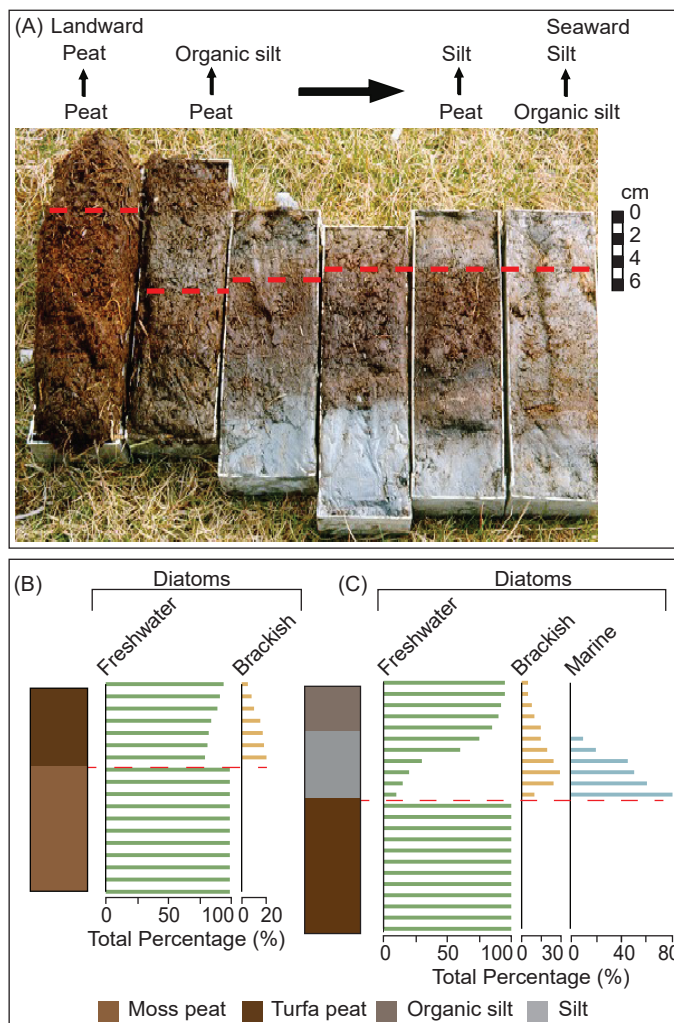 (A) Landward Seaward
Peat Organic silt Silt Silt
Peat Peat Peat Organic silt
cm
0
2
4
6
(B) Diatoms
Freshwater
Brackish
0 100 0 20
Total Percentage (%)
(C) Diatoms
Freshwater
Brackish
Marine
0 100 0 30 0 40 80
Total Percentage (%)
Moss peat Turfa peat Organic silt Silt